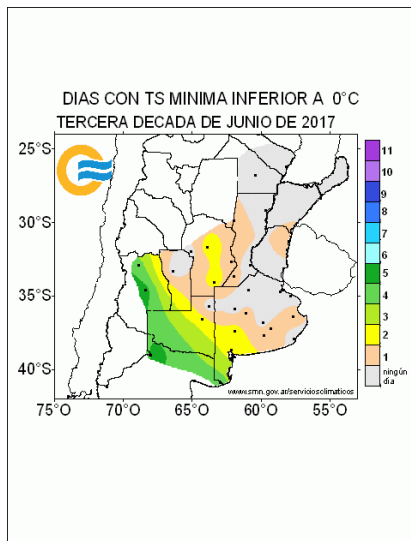 DIAS CON TS MINIMA INFERIOR A 0°C
TERCERA DECADA DE JUNIO DE 2017
25°S
30°S
35°S
40°S
75°O
70°O
65°O
60°O
55°O
11
10
9
8
7
6
5
4
3
2
1
ningún
dia
www.smn.gov.ar/serviciosclimaticos